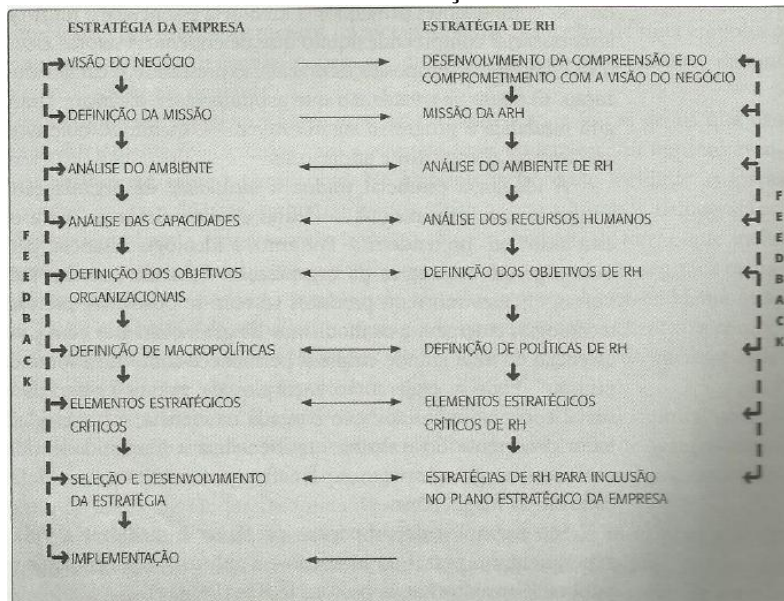 ESTRATÉGIA DA EMPRESA
ESTRATÉGIA DE RH
VISÃO DO NEGÓCIO
DESENVOLVIMENTO DA COMPREENSÃO E DO
COMPROMETIMENTO COM A VISÃO DO NEGÓCIO
DEFINIÇÃO DA MISSÃO
MISSÃO DA ARH
ANÁLISE DO AMBIENTE
ANÁLISE DO AMBIENTE DE RH
ANÁLISE DAS CAPACIDADES
ANÁLISE DOS RECURSOS HUMANOS
DEFINIÇÃO DOS OBJETIVOS
ORGANIZACIONAIS
DEFINIÇÃO DOS OBJETIVOS DE RH
DEFINIÇÃO DE MACROPOLÍTICAS
DEFINIÇÃO DE POLÍTICAS DE RH
ELEMENTOS ESTRATÉGICOS
CRÍTICOS
ELEMENTOS ESTRATÉGICOS
CRÍTICOS DE RH
SELEÇÃO E DESENVOLVIMENTO
DA ESTRATÉGIA
ESTRATÉGIAS DE RH PARA INCLUSÃO
NO PLANO ESTRATÉGICO DA EMPRESA
IMPLEMENTAÇÃO
FEEDBACK
FEEDBACK